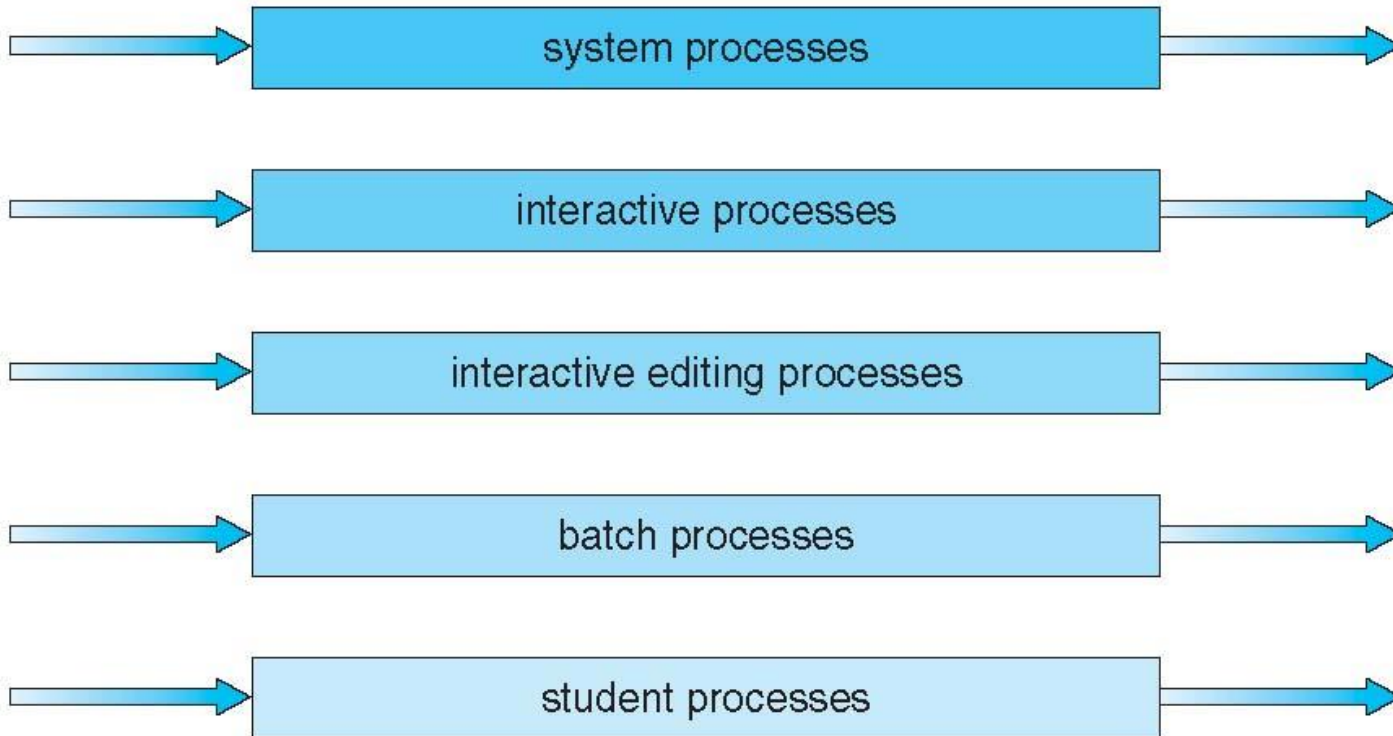 system processes
interactive processes
interactive editing processes
batch processes
student processes